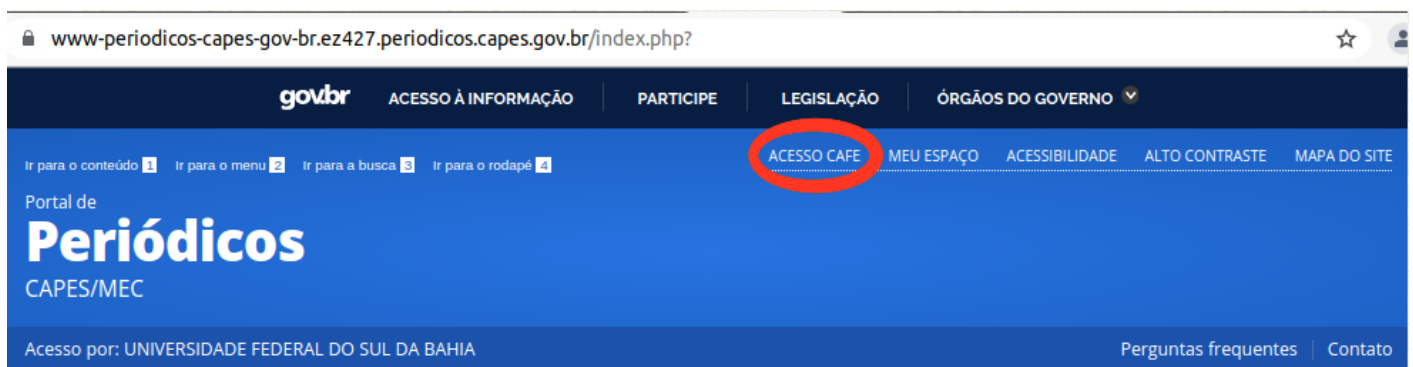 www-periodicos-capes-gov-br.ez427.periodicos.capes.gov.br/index.php?
gov.br ACESSO À INFORMAÇÃO PARTICIPE LEGISLAÇÃO ÓRGÃOS DO GOVERNO
Ir para o conteúdo 1 Ir para o menu 2 Ir para a busca 3 Ir para o rodapé 4
ACESSO CAFE MEU ESPAÇO ACESSIBILIDADE ALTO CONTRASTE MAPA DO SITE
Portal de
Periódicos
CAPES/MEC
Acesso por: UNIVERSIDADE FEDERAL DO SUL DA BAHIA Perguntas frequentes Contato